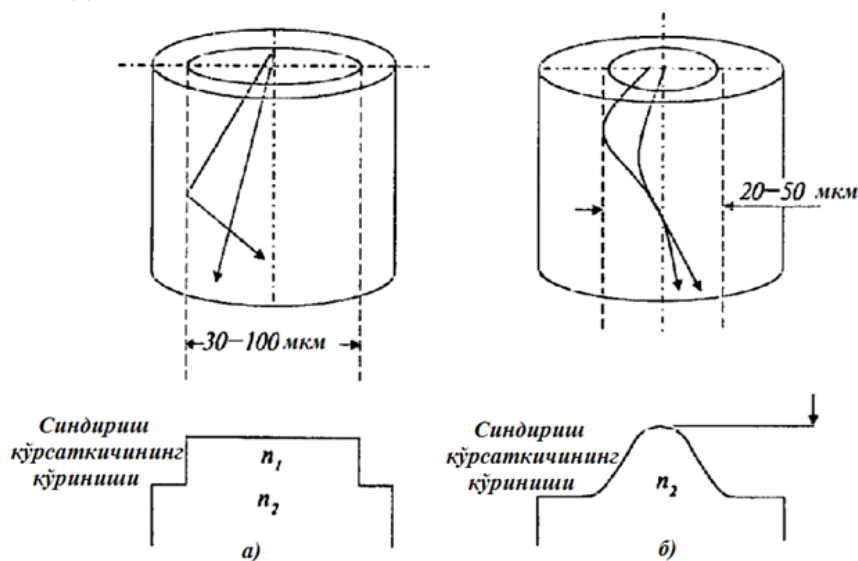 20–50 мкм
30–100 мкм
Синдириш
кўрсаткичининг
кўриниши
n₁
n₂
а)
Синдириш
кўрсаткичининг
кўриниши
n₂
б)